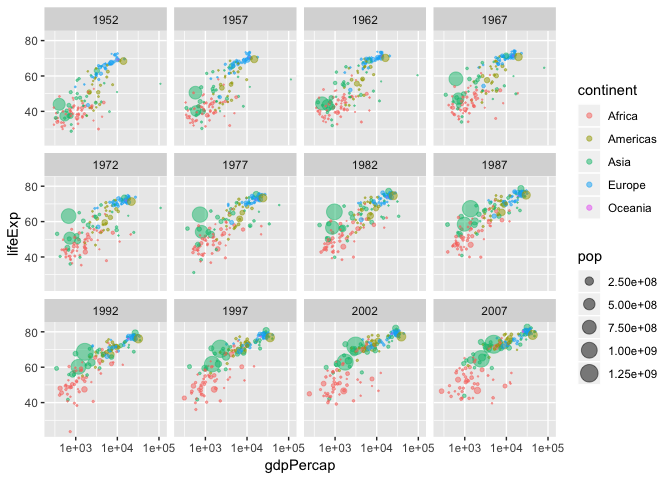 1952 1957 1962 1967
80
60
40
1972 1977 1982 1987
80
60
40
1992 1997 2002 2007
80
60
40
1e+03 1e+04 1e+05 1e+03 1e+04 1e+05 1e+03 1e+04 1e+05 1e+03 1e+04 1e+05
gdpPercap
lifeExp
continent
Africa
Americas
Asia
Europe
Oceania
pop
2.50e+08
5.00e+08
7.50e+08
1.00e+09
1.25e+09